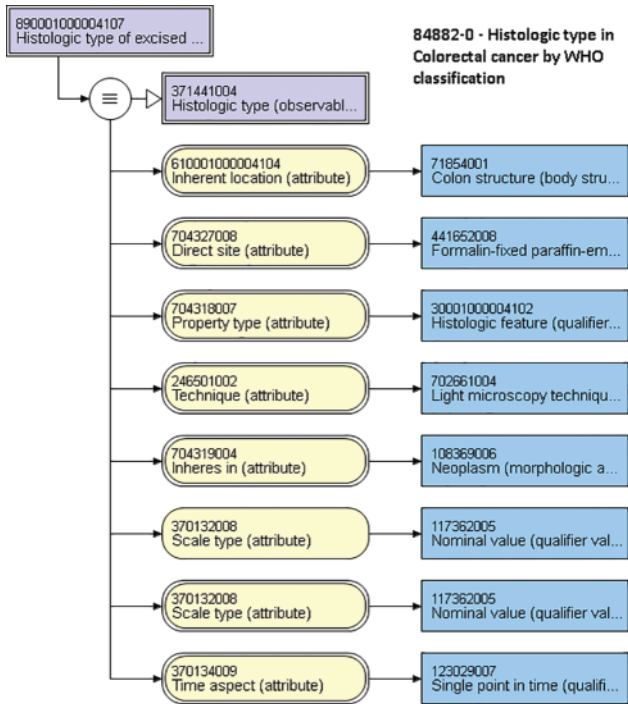 890001000004107
Histologic type of excised ...
84882-0 - Histologic type in
Colorectal cancer by WHO
classification
371441004
Histologic type (observabl...
610001000004104
Inherent location (attribute)
71854001
Colon structure (body stru...
704327008
Direct site (attribute)
441652008
Formalin-fixed paraffin-em...
704318007
Property type (attribute)
30001000004102
Histologic feature (qualifier...
246501002
Technique (attribute)
702661004
Light microscopy techniqu...
704319004
Inheres in (attribute)
108369006
Neoplasm (morphologic a...
370132008
Scale type (attribute)
117362005
Nominal value (qualifier val...
370132008
Scale type (attribute)
117362005
Nominal value (qualifier val...
370134009
Time aspect (attribute)
123029007
Single point in time (qualifi...